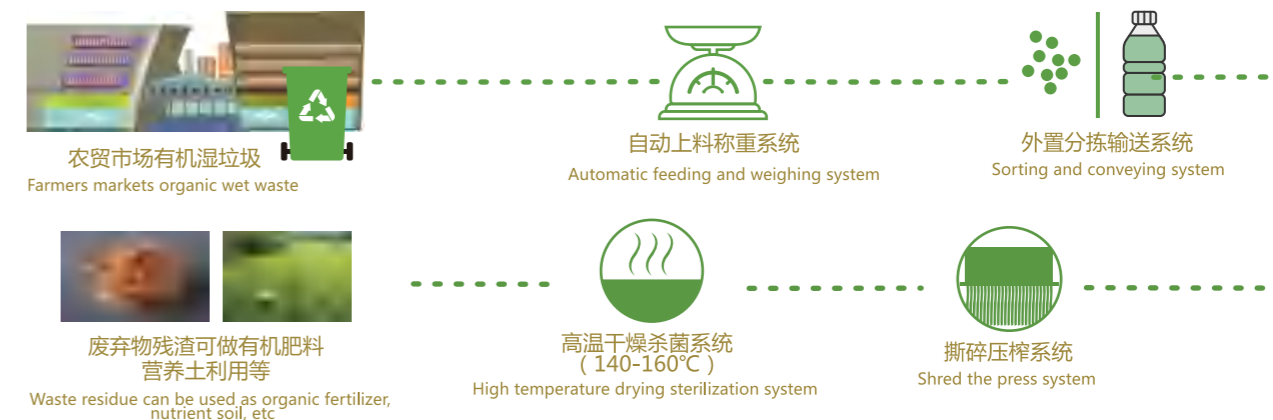 农贸市场有机湿垃圾
Farmers markets organic wet waste
自动上料称重系统
Automatic feeding and weighing system
外置分拣输送系统
Sorting and conveying system
废弃物残渣可做有机肥料
营养土利用等
Waste residue can be used as organic fertilizer,
nutrient soil, etc
高温干燥杀菌系统
(140-160℃)
High temperature drying sterilization system
撕碎压榨系统
Shred the press system